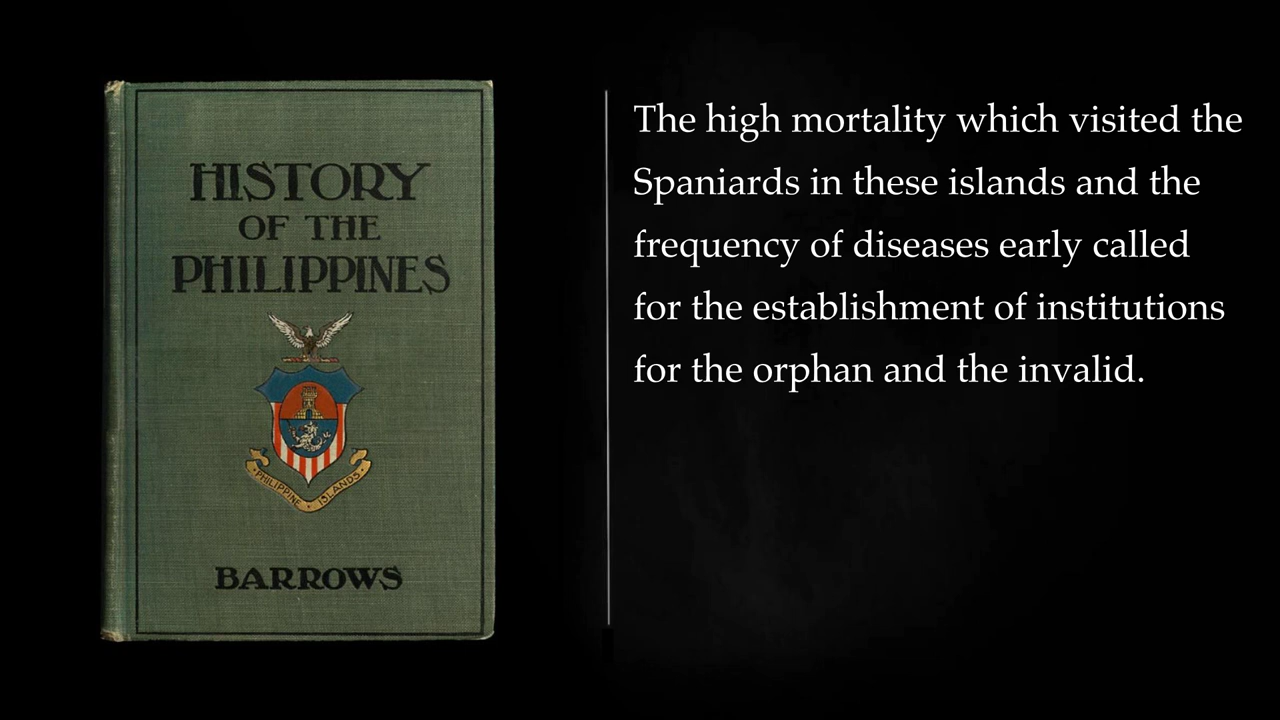 HISTORY
OF THE
PHILIPPINES
PHILIPPINE ISLANDS
BARROWS
The high mortality which visited the
Spaniards in these islands and the
frequency of diseases early called
for the establishment of institutions
for the orphan and the invalid.